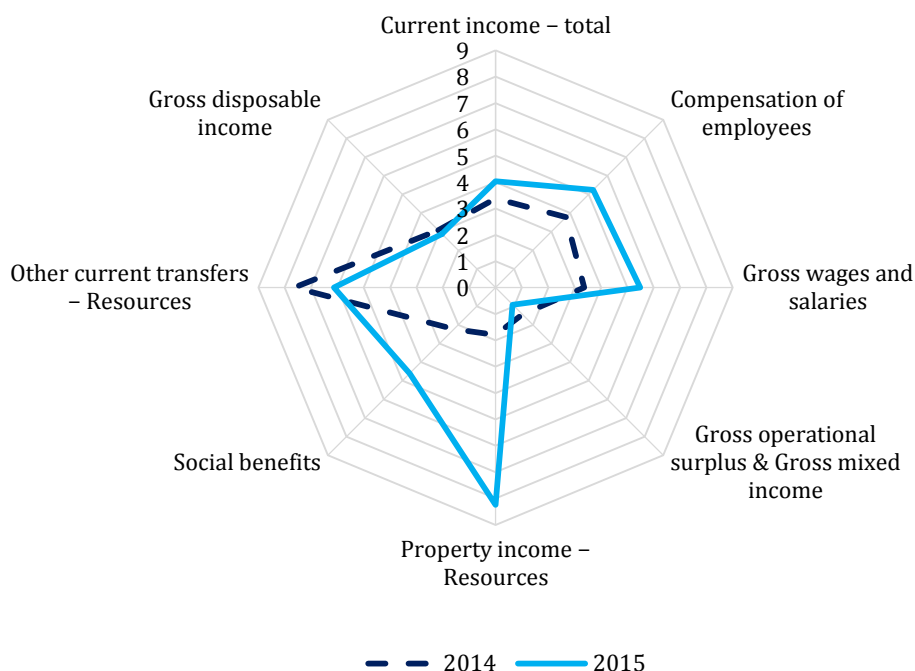 Current income – total
9
8
7
6
5
4
3
2
1
0
Compensation of
employees
Gross wages and
salaries
Gross operational
surplus & Gross mixed
income
Property income –
Resources
Social benefits
Other current transfers
– Resources
Gross disposable
income
2014
2015